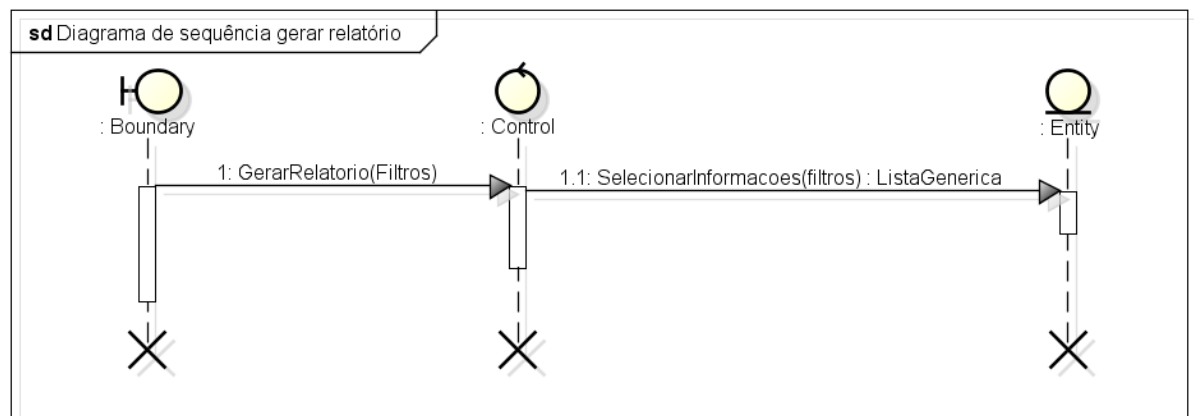 sd Diagrama de sequência gerar relatório
: Boundary
: Control
: Entity
1: GerarRelatorio(Filtros)
1.1: SelecionarInformacoes(filtros) : ListaGenerica